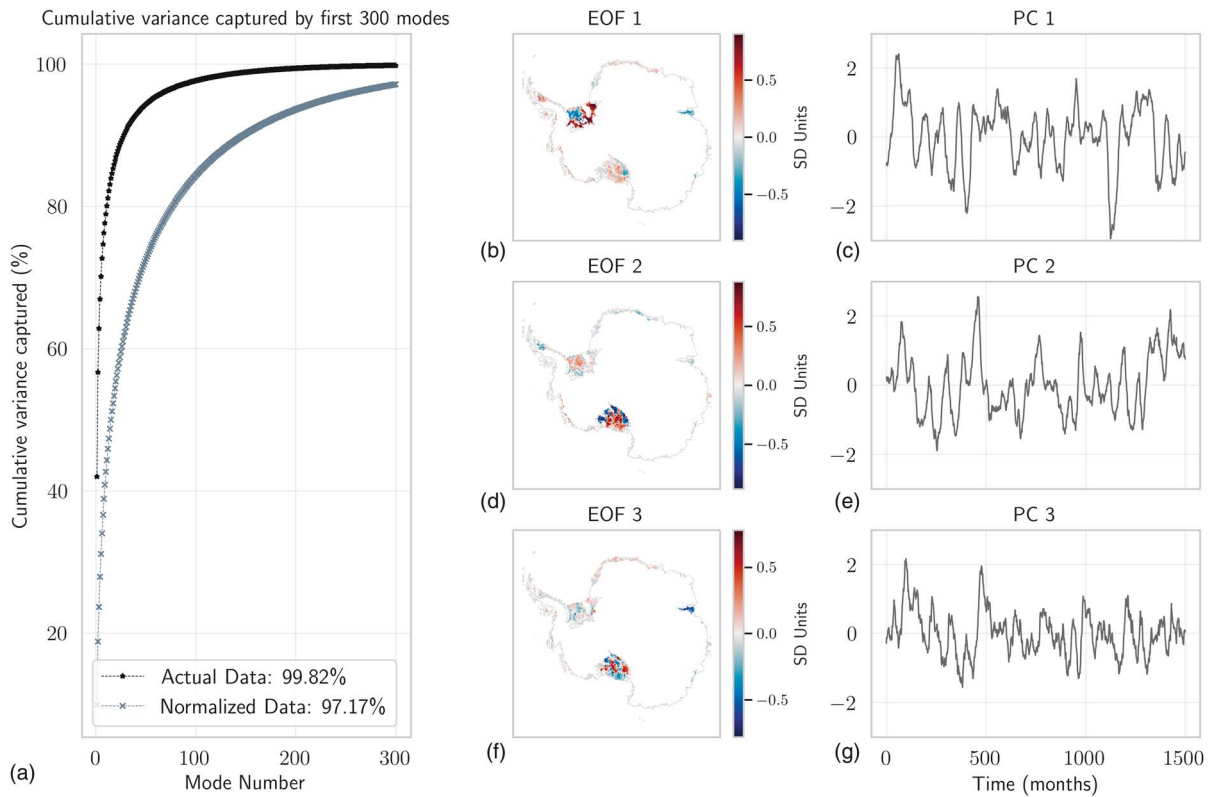 Cumulative variance captured by first 300 modes
100
80
60
40
20
Cumulative variance captured (%)
Actual Data: 99.82%
Normalized Data: 97.17%
0
100
200
300
Mode Number
(a)
EOF 1
0.5
0.0
−0.5
SD Units
(b)
PC 1
2
0
−2
(c)
EOF 2
0.5
0.0
−0.5
SD Units
(d)
PC 2
2
0
−2
(e)
EOF 3
0.5
0.0
−0.5
SD Units
(f)
PC 3
2
0
−2
0
500
1000
1500
Time (months)
(g)